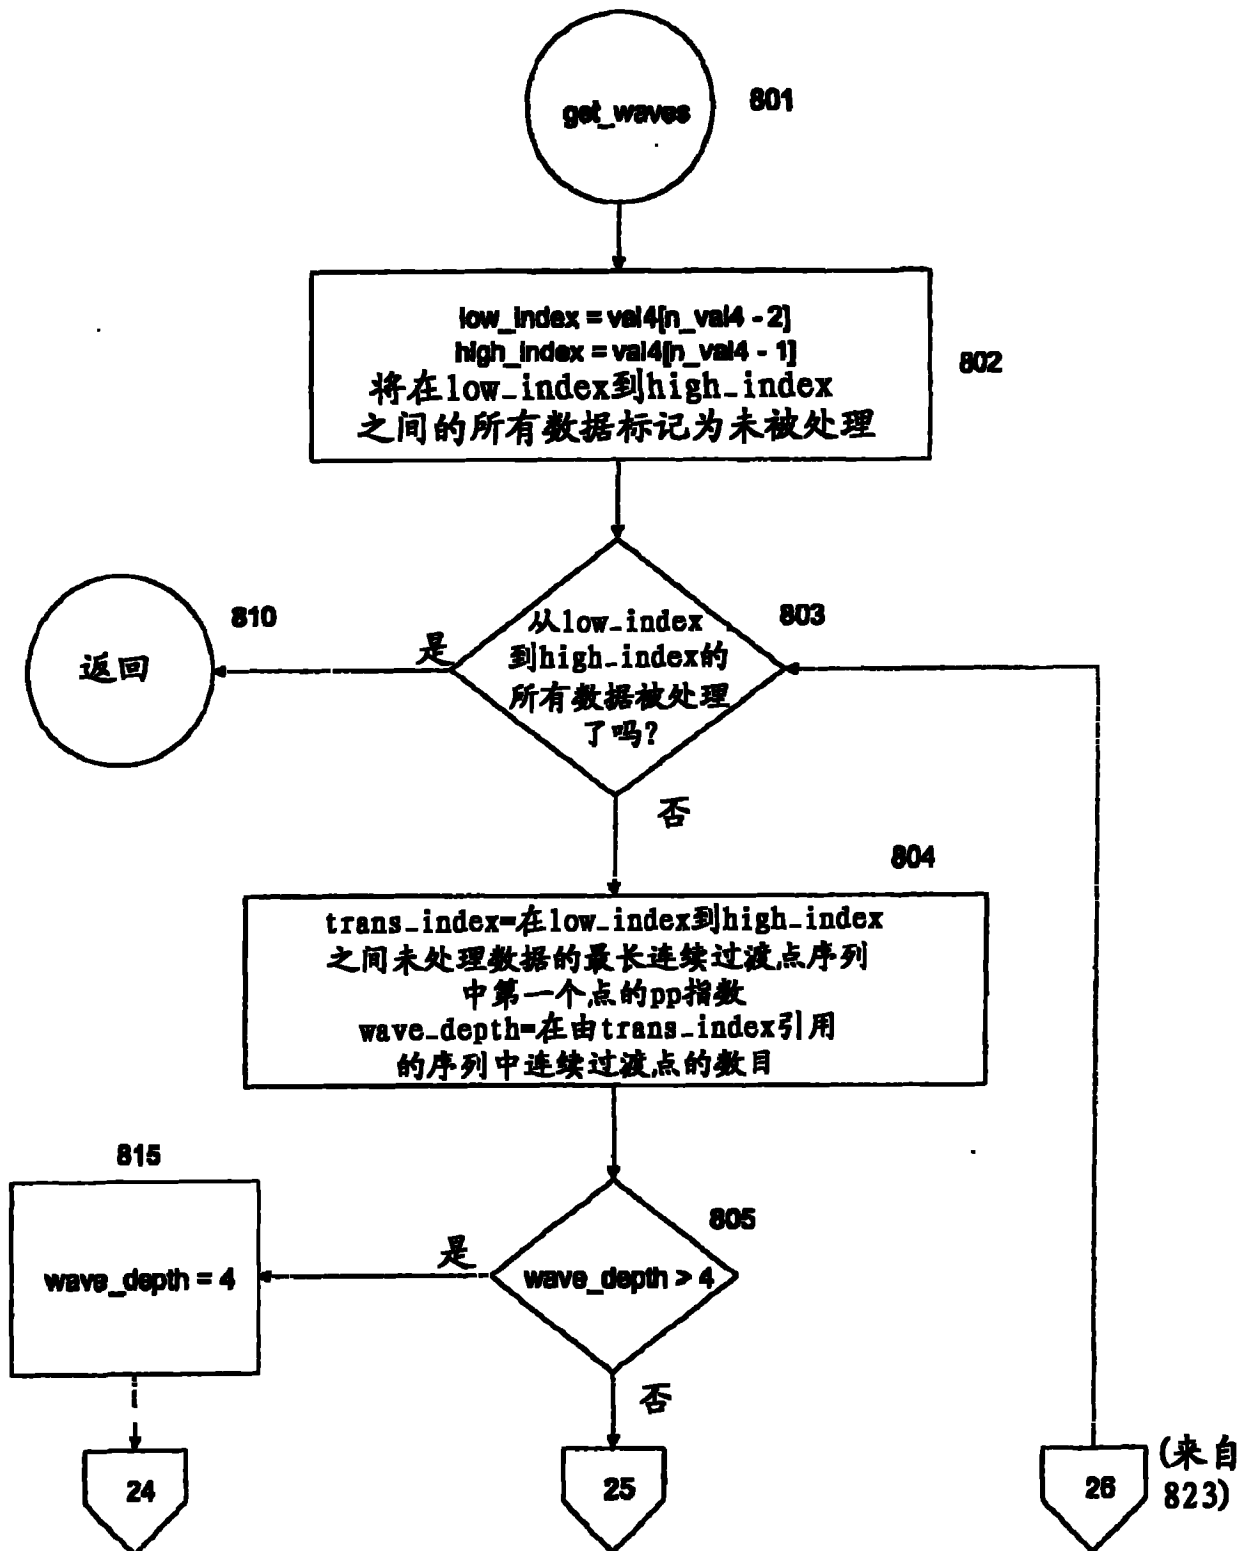 get_waves
801
low_index = val4[n_val4 - 2]
high_index = val4[n_val4 - 1]
将在low_index到high_index
之间的所有数据标记为未被处理
802
从low_index
到high_index的
所有数据被处理
了吗?
803
是
810
返回
否
804
trans_index=在low_index到high_index
之间未处理数据的最长连续过渡点序列
中第一个点的pp指数
wave_depth=在由trans_index引用
的序列中连续过渡点的数目
815
wave_depth = 4
是
805
wave_depth > 4
否
24
25
26
(来自
823)